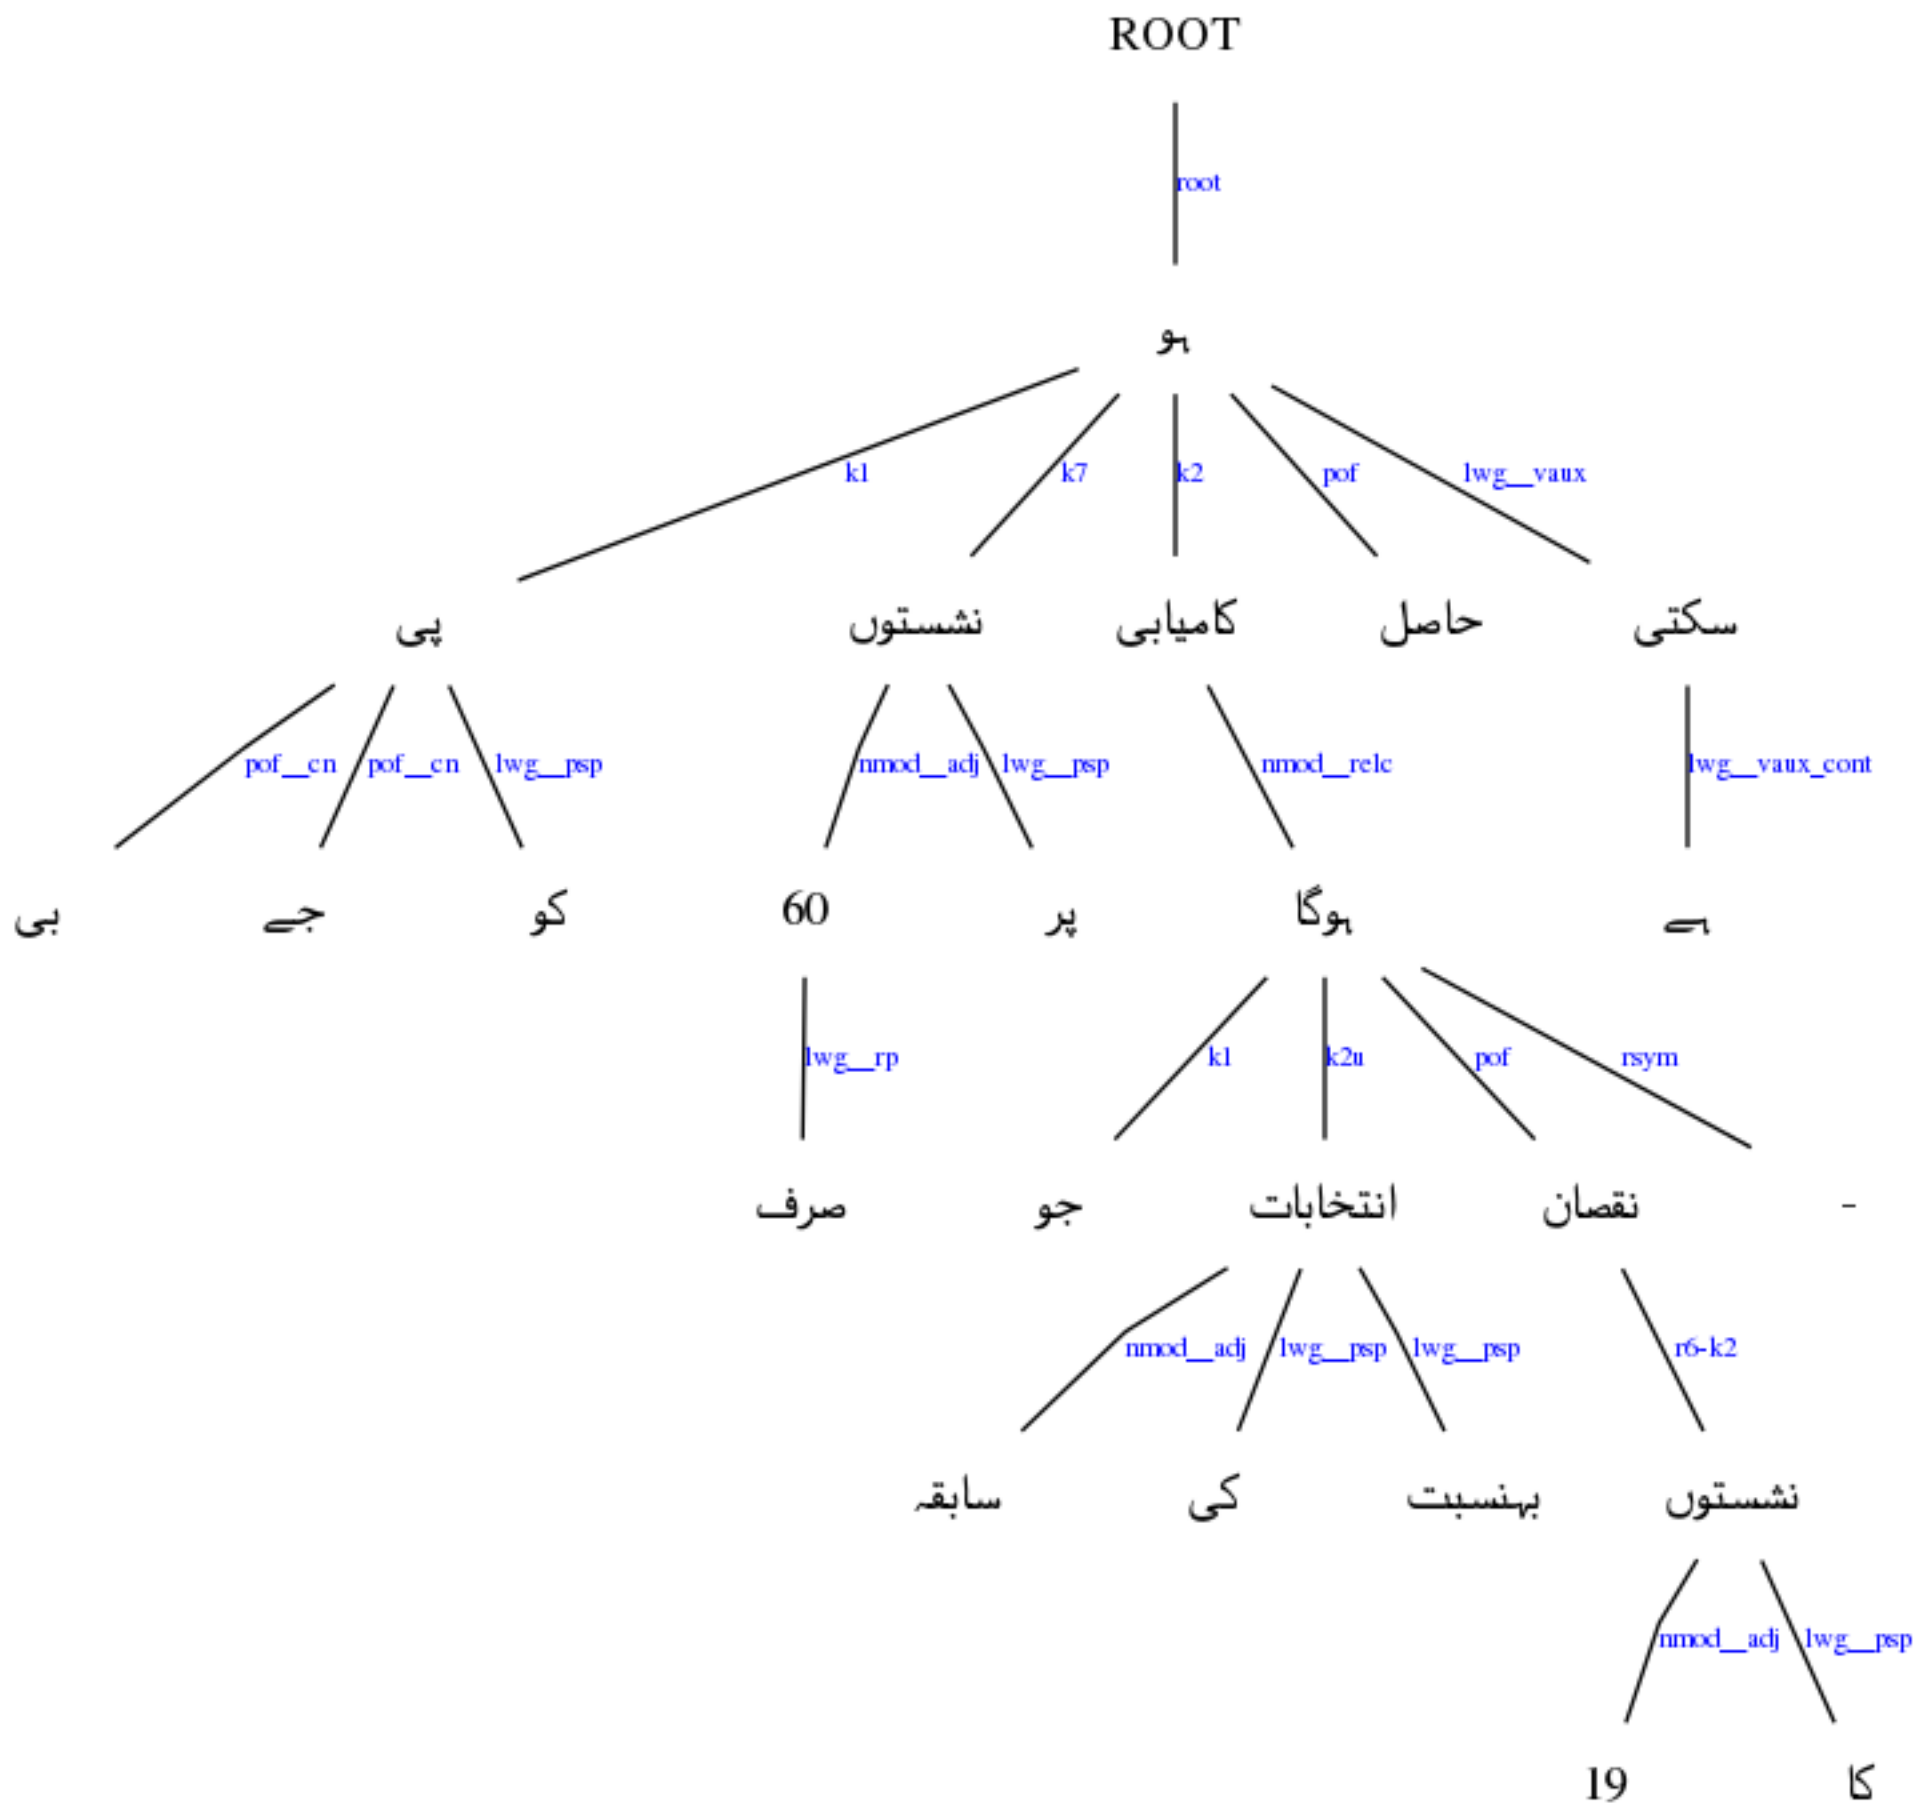 ROOT
root
ہو
k1 k7 k2 pof lwg__vaux
پی نشستوں کامیابی حاصل سکتی
pof__cn pof__cn lwg__psp nmod__adj lwg__psp nmod__relc lwg__vaux_cont
بی جے کو 60 پر ہوگا ہے
lwg__rp k1 k2u pof rsym
صرف جو انتخابات نقصان -
nmod__adj lwg__psp lwg__psp r6-k2
سابقہ کی بہنسبت نشستوں
nmod__adj lwg__psp
19 کا